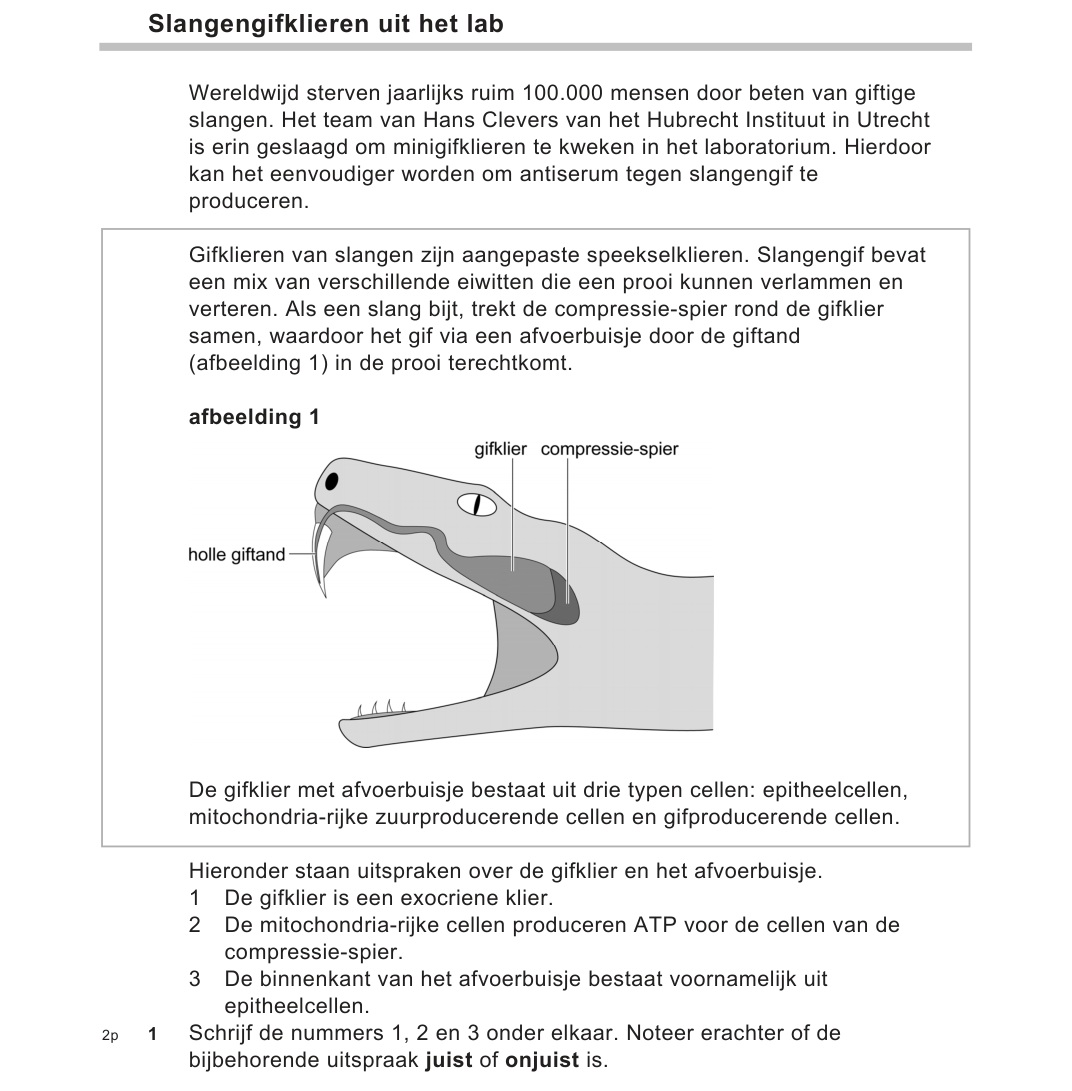 Slangengifklieren uit het lab
Wereldwijd sterven jaarlijks ruim 100.000 mensen door beten van giftige
slangen. Het team van Hans Clevers van het Hubrecht Instituut in Utrecht
is erin geslaagd om minigifklieren te kweken in het laboratorium. Hierdoor
kan het eenvoudiger worden om antiserum tegen slangengif te
produceren.
Gifklieren van slangen zijn aangepaste speekselklieren. Slangengif bevat
een mix van verschillende eiwitten die een prooi kunnen verlammen en
verteren. Als een slang bijt, trekt de compressie-spier rond de gifklier
samen, waardoor het gif via een afvoerbuisje door de giftand
(afbeelding 1) in de prooi terechtkomt.
afbeelding 1
gifklier compressie-spier
holle giftand
De gifklier met afvoerbuisje bestaat uit drie typen cellen: epitheelcellen,
mitochondria-rijke zuurproducerende cellen en gifproducerende cellen.
Hieronder staan uitspraken over de gifklier en het afvoerbuisje.
1 De gifklier is een exocriene klier.
2 De mitochondria-rijke cellen produceren ATP voor de cellen van de
compressie-spier.
3 De binnenkant van het afvoerbuisje bestaat voornamelijk uit
epitheelcellen.
2p 1 Schrijf de nummers 1, 2 en 3 onder elkaar. Noteer erachter of de
bijbehorende uitspraak juist of onjuist is.